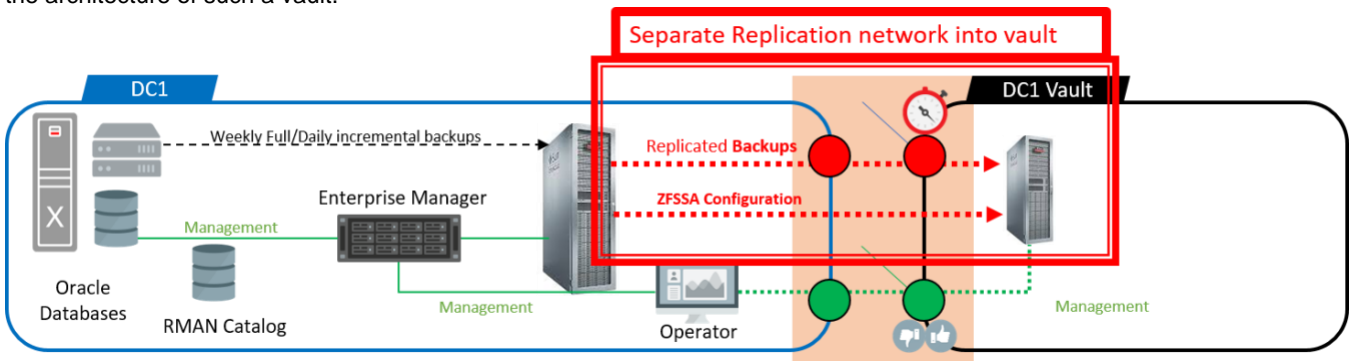 the architecture of such a vault.
Separate Replication network into vault
DC1
DC1 Vault
Weekly Full/Daily incremental backups
Replicated Backups
Enterprise Manager
ZFSSA Configuration
X
Management
Oracle
Databases
RMAN Catalog
Management
Operator
Management